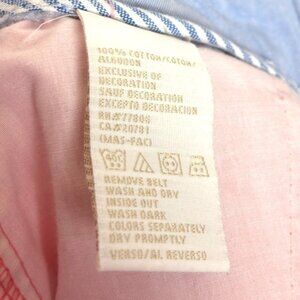 100% COTTON/COTON/
ALGODON
EXCLUSIVE OF
DECORATION
SAUF DECORATION
EXCEPTO DECORACION
RN#77806
CA#20781
(MAS-FAC)
REMOVE BELT
WASH AND DRY
INSIDE OUT
WASH DARK
COLORS SEPARATELY
DRY PROMPTLY
VERSO/AL REVERSO